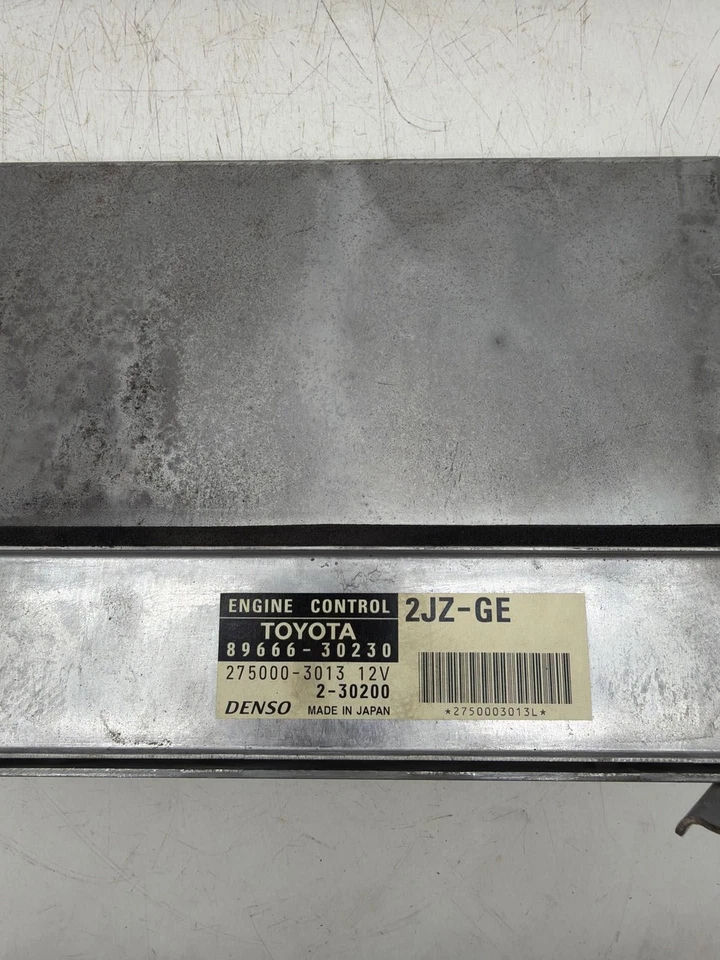 ENGINE CONTROL 2JZ-GE
TOYOTA
89666-30230
275000-3013 12V
2-30200
DENSO MADE IN JAPAN
*2750003013L*